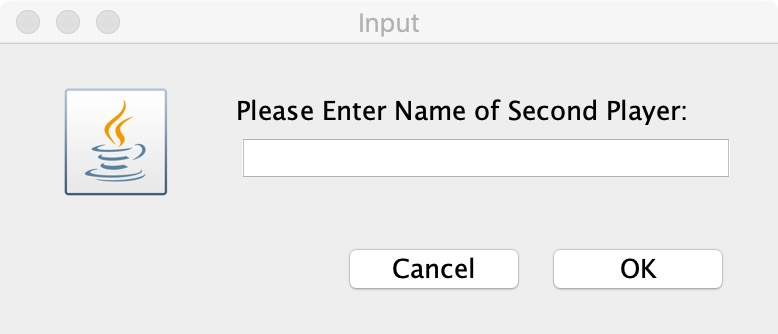 Input
Please Enter Name of Second Player:
Cancel
OK